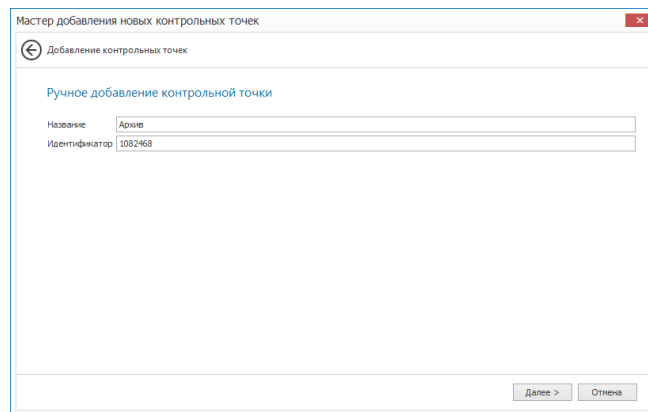 Мастер добавления новых контрольных точек
Добавление контрольных точек
Ручное добавление контрольной точки
Название Архив
Идентификатор 1082468
Далее > Отмена